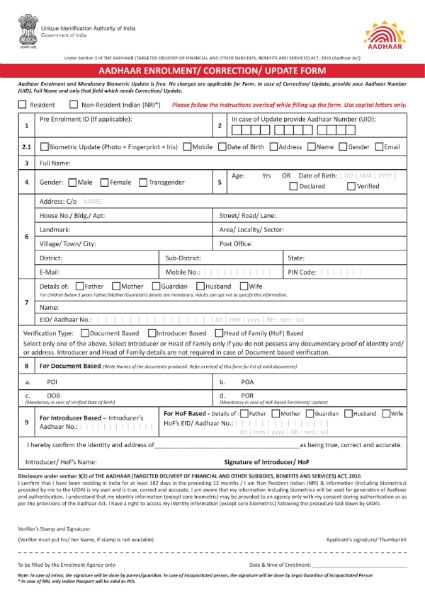 Unique Identification Authority of India
Government of India
AADHAAR
Under Section 3 of THE AADHAAR (TARGETED DELIVERY OF FINANCIAL AND OTHER SUBSIDIES, BENEFITS AND SERVICES) ACT, 2016 (Aadhaar Act)
AADHAAR ENROLMENT/ CORRECTION/ UPDATE FORM
Aadhaar Enrolment and Mandatory Biometric Update is free. No charges are applicable for Form. In case of Correction/ Update, provide your Aadhaar Number
(UID), Full Name and only that field which needs Correction/ Update.
Resident Non-Resident Indian (NRI*) Please follow the instructions overleaf while filling up the form. Use capital letters only.
1 Pre Enrolment ID (If applicable): 2 In case of Update provide Aadhaar Number (UID):
2.1 Biometric Update (Photo + Fingerprint + Iris) Mobile Date of Birth Address Name Gender Email
3 Full Name:
4 Gender: Male Female Transgender 5 Age: Yrs OR Date of Birth: | DD | MM | YYYY |
Declared Verified
6 Address: C/o NAME
House No./ Bldg./ Apt: Street/ Road/ Lane:
Landmark: Area/ Locality/ Sector:
Village/ Town/ City: Post Office:
District: Sub-District: State:
E-Mail: Mobile No.: PIN Code:
7 Details of: Father Mother Guardian Husband Wife
For children below 5 years Father/Mother/Guardian's details are mandatory. Adults can opt not to specify this information.
Name:
EID/ Aadhaar No.: | dd | mm | yyyy | hh : mm : ss |
Verification Type: Document Based Introducer Based Head of Family (HoF) Based
Select only one of the above. Select Introducer or Head of Family only if you do not possess any documentary proof of identity and/
or address. Introducer and Head of Family details are not required in case of Document based verification.
8 For Document Based (Write Names of the documents produced. Refer overleaf of this form for list of valid documents)
a. POI b. POA
c. DOB d. POR
(Mandatory in case of Verified Date of Birth) (Mandatory in case of HoF based Enrolment/ Update)
9 For Introducer Based – Introducer's For HoF Based - Details of : Father Mother Guardian Husband Wife
Aadhaar No.: HoF's EID/ Aadhar No.:
dd | mm | yyyy | hh : mm : ss
I hereby confirm the identity and address of as being true, correct and accurate.
Introducer/ HoF's Name: Signature of Introducer/ HoF
Disclosure under section 3(2) of THE AADHAAR (TARGETED DELIVERY OF FINANCIAL AND OTHER SUBSIDIES, BENEFITS AND SERVICES) ACT, 2016
I confirm that I have been residing in India for at least 182 days in the preceding 12 months / I am Non Resident Indian (NRI) & information (including biometrics)
provided by me to the UIDAI is my own and is true, correct and accurate. I am aware that my information including biometrics will be used for generation of Aadhaar
and authentication. I understand that my identity information (except core biometric) may be provided to an agency only with my consent during authentication or as
per the provisions of the Aadhaar Act. I have a right to access my identity information (except core biometrics) following the procedure laid down by UIDAI.
Verifier's Stamp and Signature:
(Verifier must put his/ her Name, if stamp is not available) Applicant's signature/ Thumbprint
To be filled by the Enrolment Agency only: Date & time of Enrolment:
Note: In case of minor, the signature will be done by parent/guardian. In case of Incapacitated person, the signature will be done by Legal Guardian of Incapacitated Person
* In case of NRI, only Indian Passport will be valid as POI.